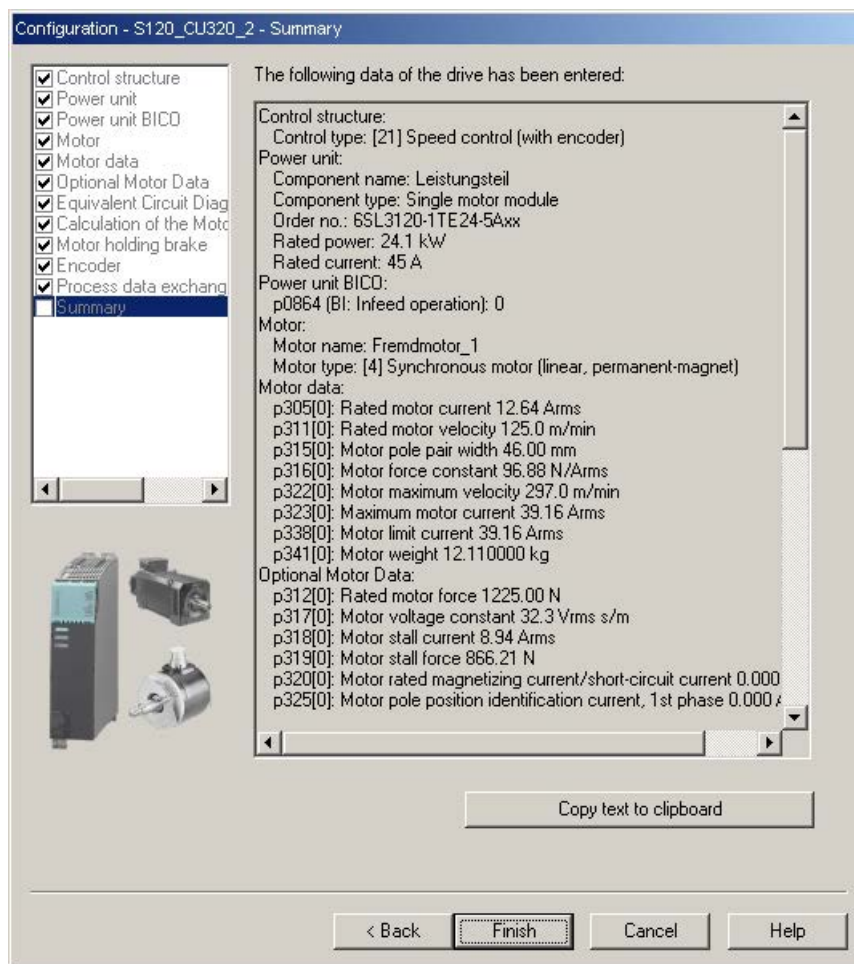 Configuration - S120_CU320_2 - Summary
Control structure
Power unit
Power unit BICO
Motor
Motor data
Optional Motor Data
Equivalent Circuit Diag
Calculation of the Moto
Motor holding brake
Encoder
Process data exchang
Summary
The following data of the drive has been entered:
Control structure:
Control type: [21] Speed control (with encoder)
Power unit:
Component name: Leistungsteil
Component type: Single motor module
Order no.: 6SL3120-1TE24-5Axx
Rated power: 24.1 kW
Rated current: 45 A
Power unit BICO:
p0864 (BI: Infeed operation): 0
Motor:
Motor name: Fremdmotor_1
Motor type: [4] Synchronous motor (linear, permanent-magnet)
Motor data:
p305[0]: Rated motor current 12.64 Arms
p311[0]: Rated motor velocity 125.0 m/min
p315[0]: Motor pole pair width 46.00 mm
p316[0]: Motor force constant 96.88 N/Arms
p322[0]: Motor maximum velocity 297.0 m/min
p323[0]: Maximum motor current 39.16 Arms
p338[0]: Motor limit current 39.16 Arms
p341[0]: Motor weight 12.110000 kg
Optional Motor Data:
p312[0]: Rated motor force 1225.00 N
p317[0]: Motor voltage constant 32.3 Vrms s/m
p318[0]: Motor stall current 8.94 Arms
p319[0]: Motor stall force 866.21 N
p320[0]: Motor rated magnetizing current/short-circuit current 0.000
p325[0]: Motor pole position identification current, 1st phase 0.000
Copy text to clipboard
< Back
Finish
Cancel
Help